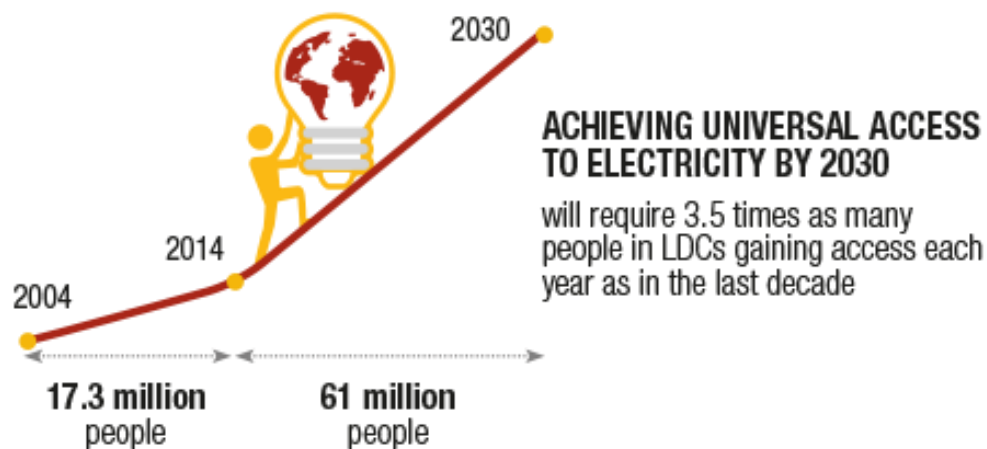 2030
ACHIEVING UNIVERSAL ACCESS
TO ELECTRICITY BY 2030
will require 3.5 times as many
people in LDCs gaining access each
year as in the last decade
2014
2004
17.3 million
people
61 million
people